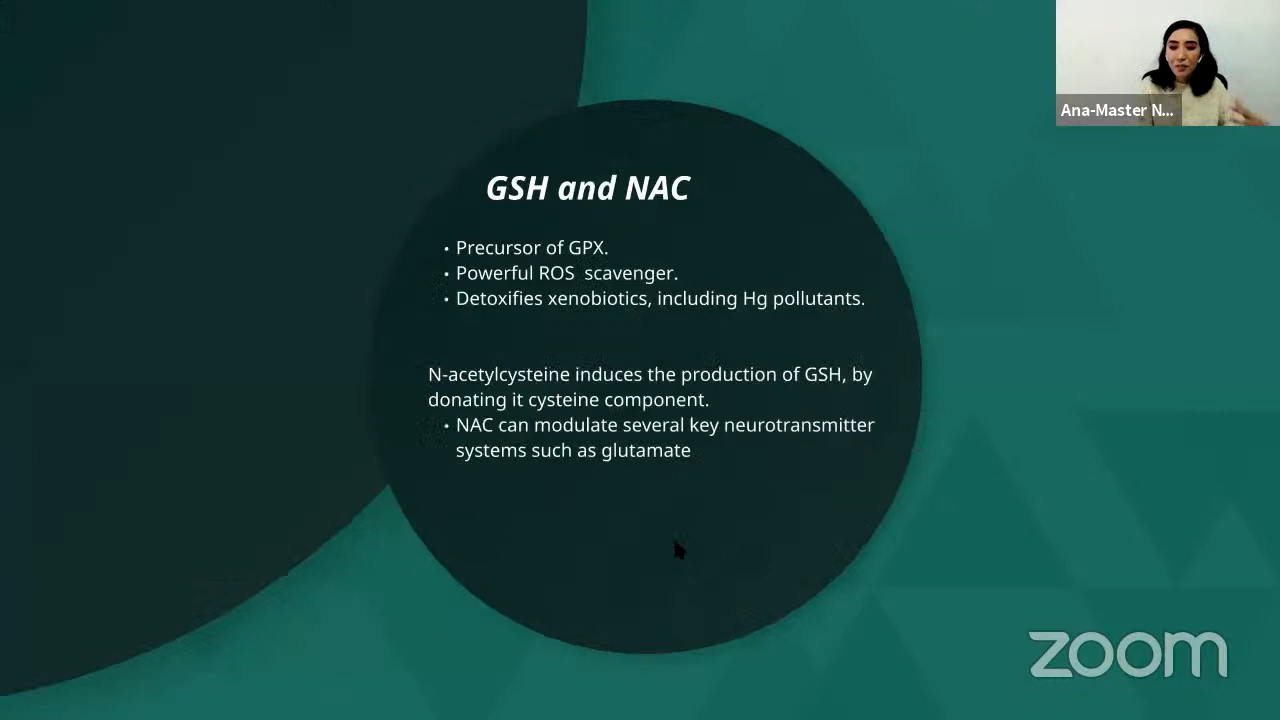 Ana-Master N...
GSH and NAC
• Precursor of GPX.
• Powerful ROS  scavenger.
• Detoxifies xenobiotics, including Hg pollutants.
N-acetylcysteine induces the production of GSH, by
donating it cysteine component.
• NAC can modulate several key neurotransmitter
systems such as glutamate
zoom